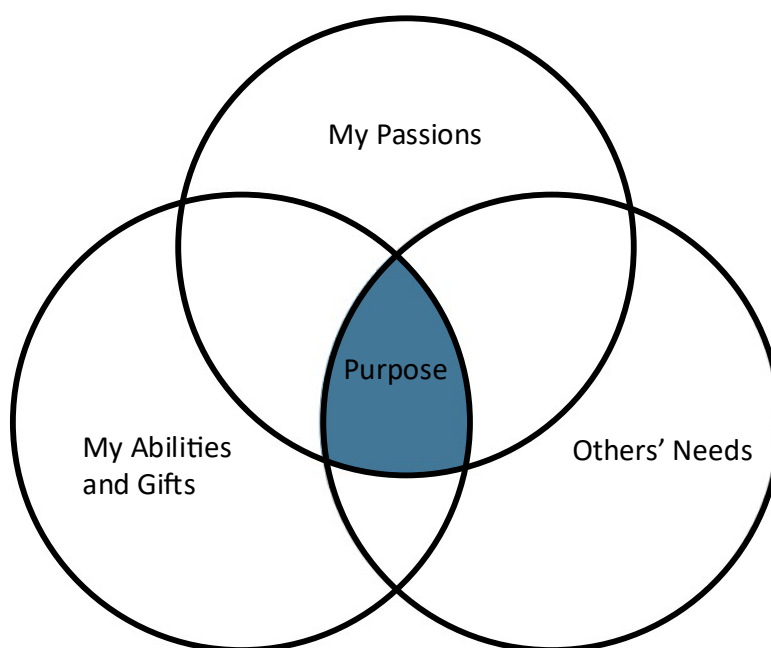 My Passions
Purpose
My Abilities
and Gifts
Others’ Needs